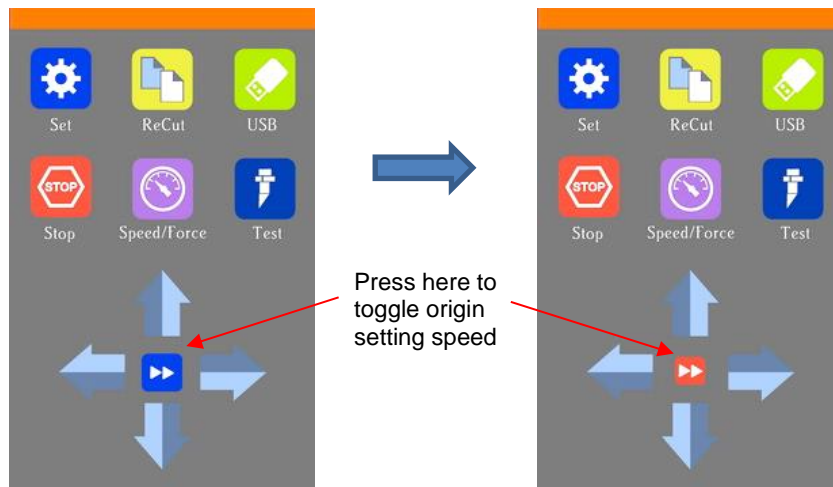 Set ReCut USB
STOP
Stop Speed/Force Test
Press here to
toggle origin
setting speed
Set ReCut USB
STOP
Stop Speed/Force Test